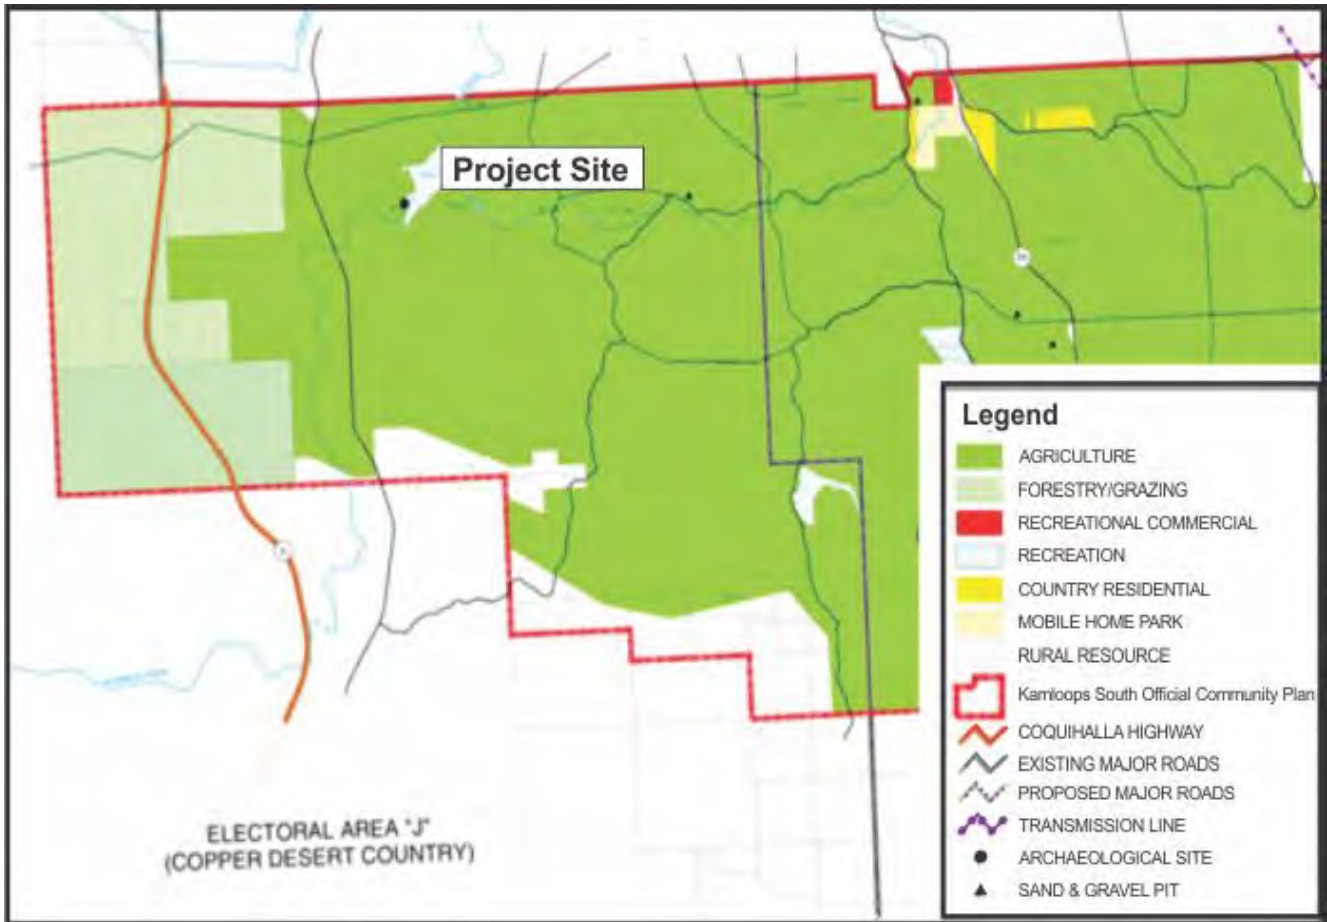 Project Site
Legend
AGRICULTURE
FORESTRY/GRAZING
RECREATIONAL COMMERCIAL
RECREATION
COUNTRY RESIDENTIAL
MOBILE HOME PARK
RURAL RESOURCE
Kamloops South Official Community Plan
COQUIHALLA HIGHWAY
EXISTING MAJOR ROADS
PROPOSED MAJOR ROADS
TRANSMISSION LINE
ARCHAEOLOGICAL SITE
SAND & GRAVEL PIT
ELECTORAL AREA "J"
(COPPER DESERT COUNTRY)